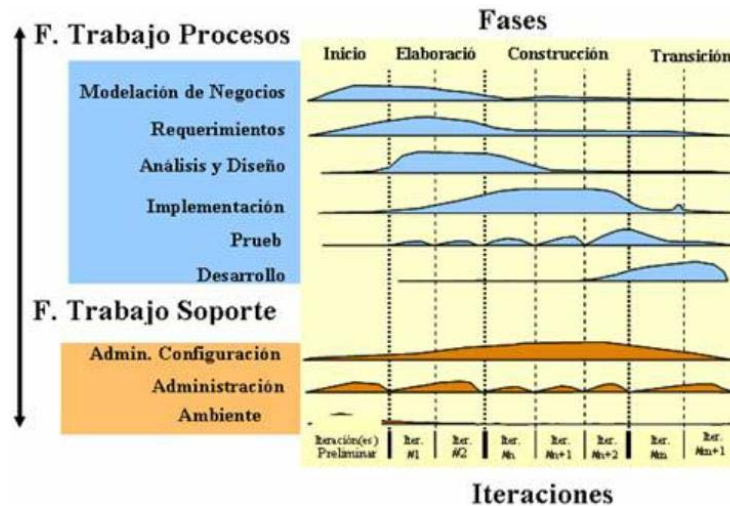 Fases
F. Trabajo Procesos
Inicio Elaboració Construcción Transición
Modelación de Negocios
Requerimientos
Análisis y Diseño
Implementación
Prueb
Desarrollo
F. Trabajo Soporte
Admin. Configuración
Administración
Ambiente
Iteración(es) Iter. Iter. Iter. Iter. Iter. Iter. Iter.
Preliminar #1 #2 #n #n+1 #n+2 #m #m+1
Iteraciones